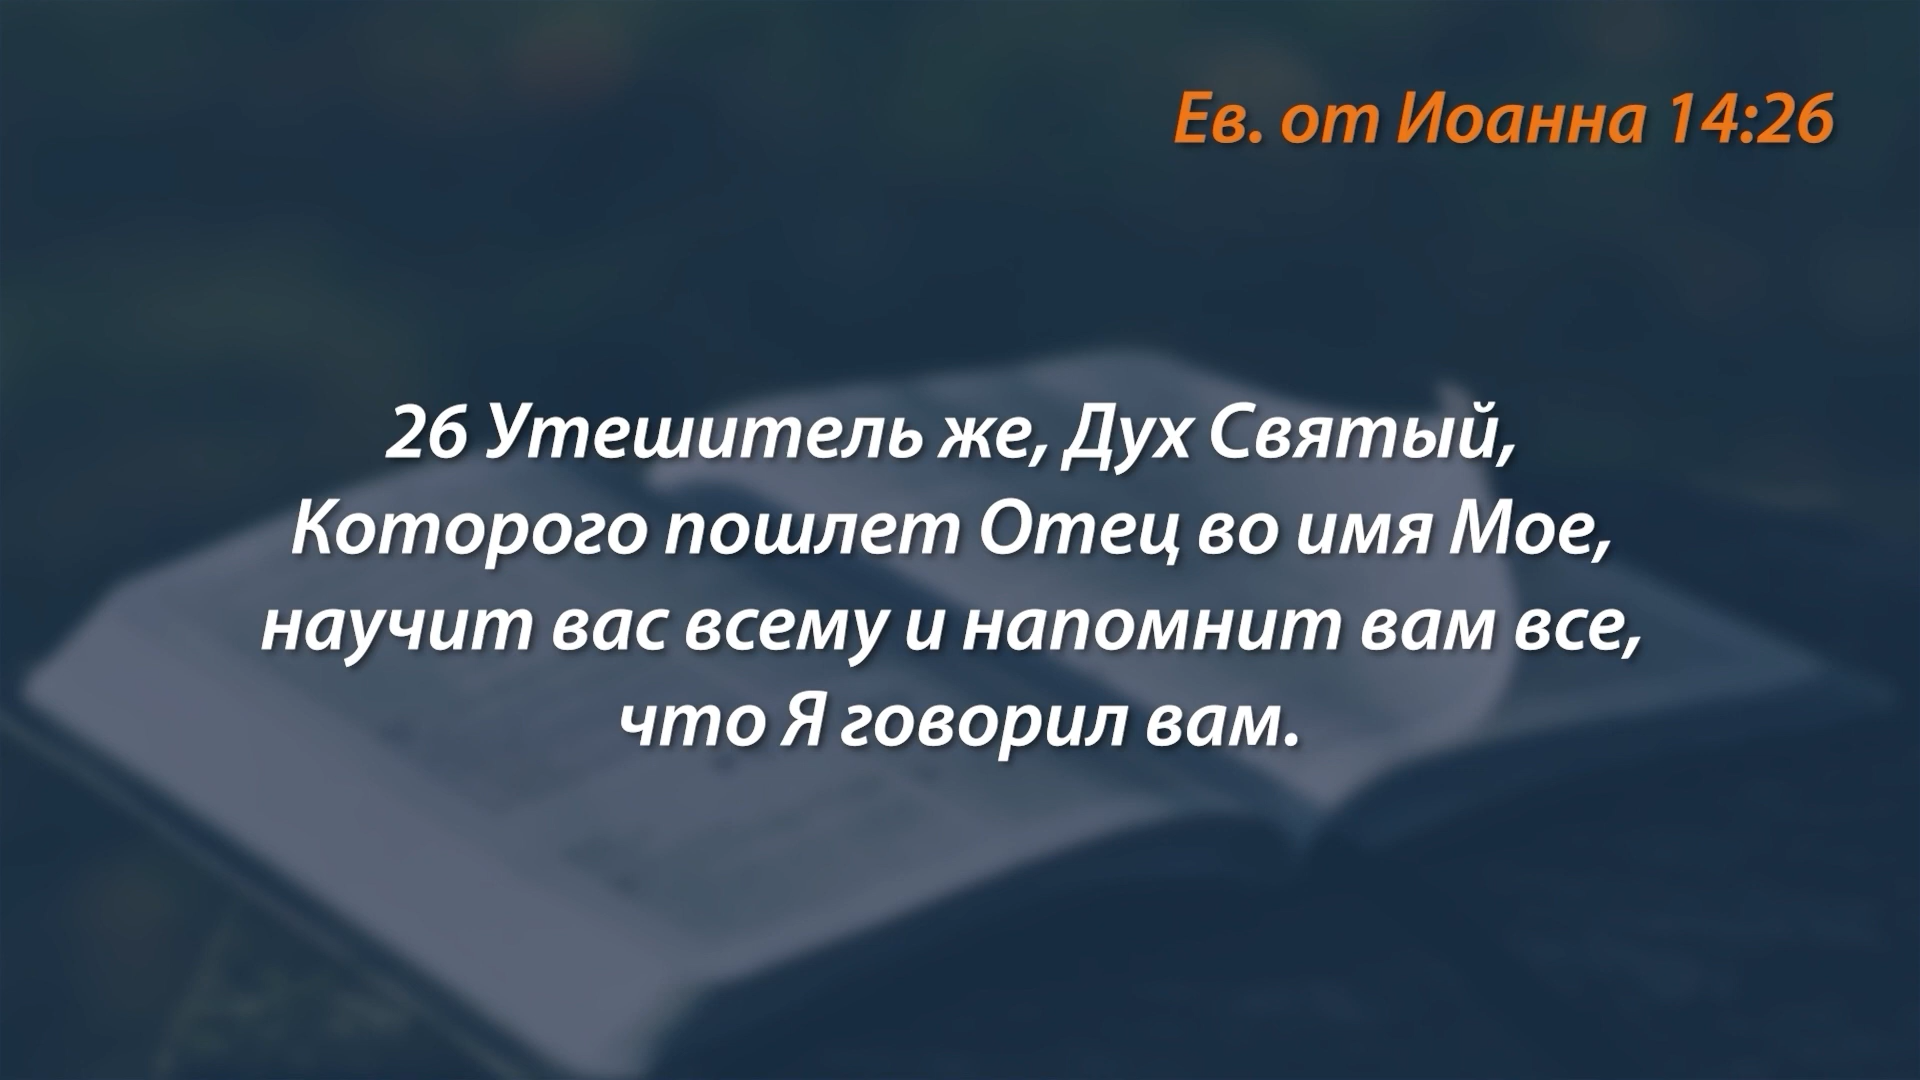 Ев. от Иоанна 14:26
26 Утешитель же, Дух Святый,
Которого пошлет Отец во имя Мое,
научит вас всему и напомнит вам все,
что Я говорил вам.